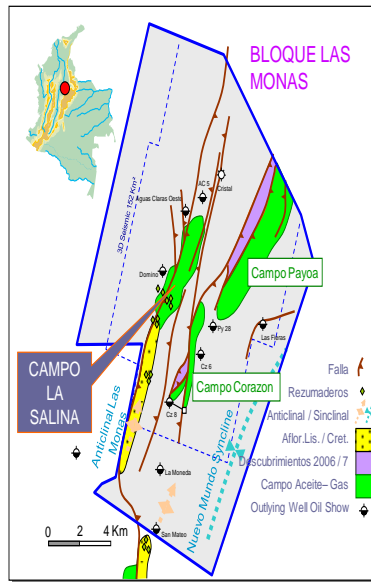 BLOQUE LAS
MONAS
3D Seismic 152 Km²
AC 5
Cristal
Aguas Claras Oeste
Domino
Campo Payoa
Py 28
Las Fieras
CAMPO
LA
SALINA
Cz 6
Campo Corazon
Cz 8
Anticlinal Las
Monas
La Moneda
Nuevo Mundo Syncline
San Mateo
0 2 4 Km
Falla
Rezumaderos
Anticlinal / Sinclinal
Aflor.Lis. / Cret.
Descubrimientos 2006 / 7
Campo Aceite– Gas
Outlying Well Oil Show